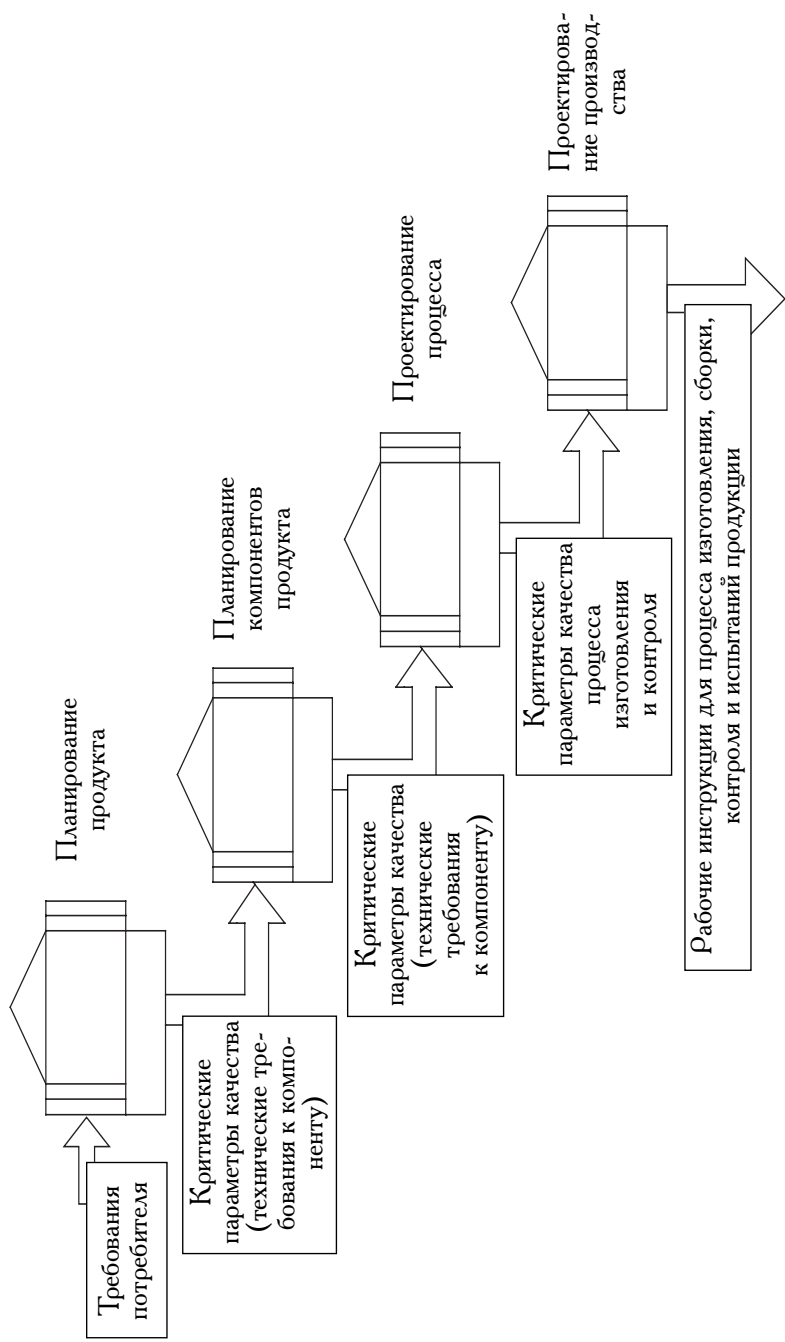 Требования
потребителя
Планирование
продукта
Критические
параметры качества
(технические тре-
бования к компо-
ненту)
Планирование
компонентов
продукта
Критические
параметры качества
(технические
требования
к компоненту)
Проектирование
процесса
Критические
параметры качества
процесса
изготовления
и контроля
Проектирова-
ние производ-
ства
Рабочие инструкции для процесса изготовления, сборки,
контроля и испытаний продукции